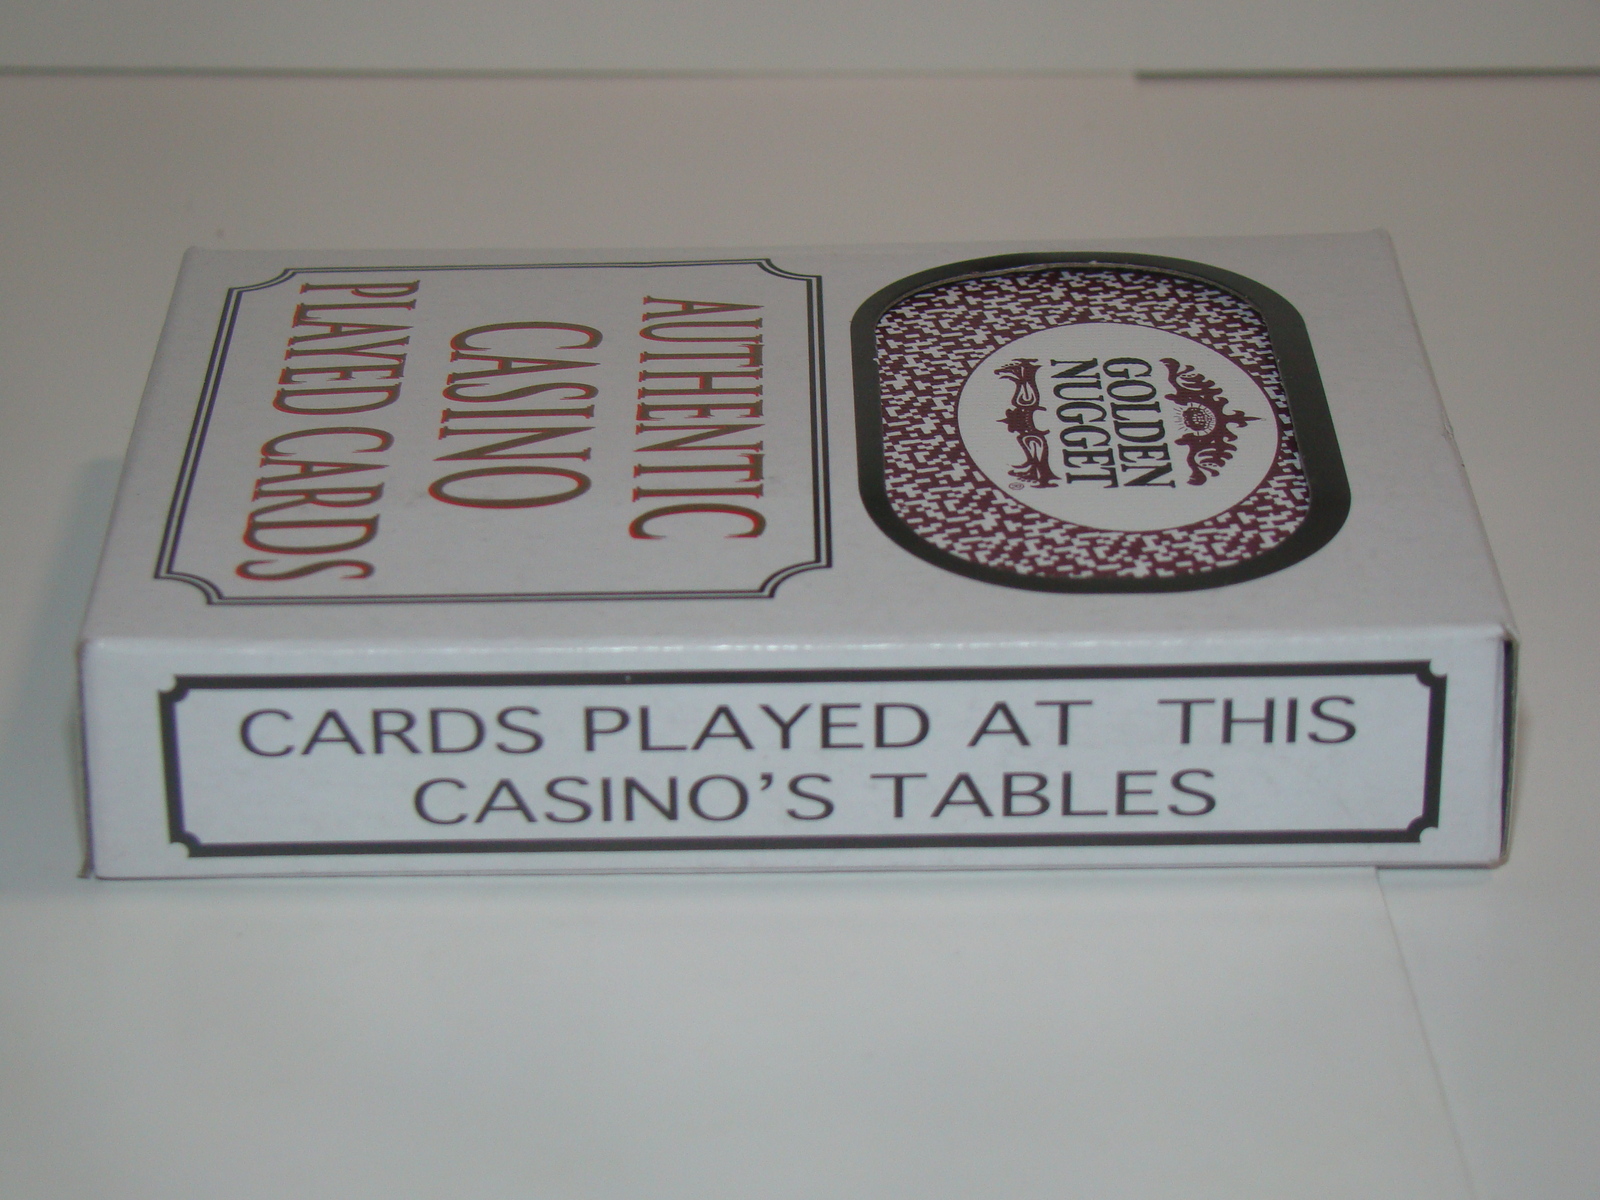 GOLDEN
NUGGET
®
AUTHENTIC
CASINO
PLAYED CARDS
CARDS PLAYED AT THIS
CASINO'S TABLES